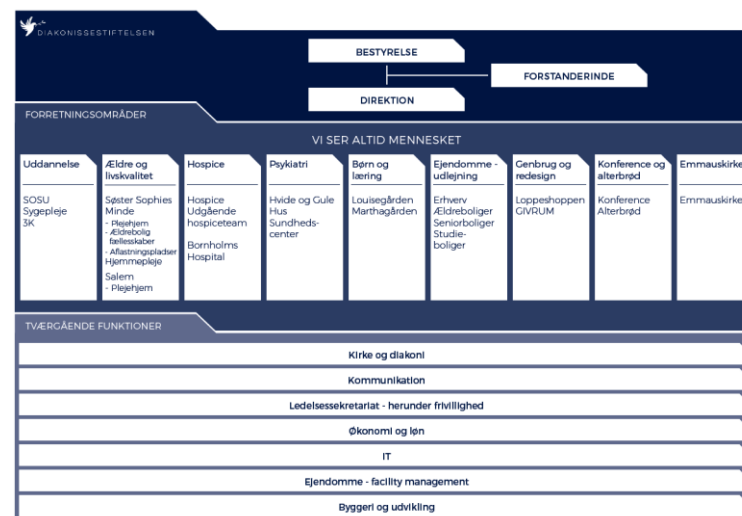 DIAKONISSESTIFTELSEN
BESTYRELSE
FORSTANDERINDE
DIREKTION
FORRETNINGSOMRÅDER
VI SER ALTID MENNESKET
Uddannelse
SOSU
Sygepleje
3K
Ældre og
livskvalitet
Søster Sophies
Minde
- Plejehjem
- Ældrebolig
fællesskaber
- Aflastningspladser
Hjemmepleje
Salem
- Plejehjem
Hospice
Hospice
Udgående
hospiceteam
Bornholms
Hospital
Psykiatri
Hvide og Gule
Hus
Sundheds-
center
Børn og
læring
Louisegården
Marthagården
Ejendomme -
udlejning
Erhverv
Ældreboliger
Seniorboliger
Studie-
boliger
Genbrug og
redesign
Loppeshoppen
GIVRUM
Konference og
alterbrød
Konference
Alterbrød
Emmauskirke
Emmauskirke
TVÆRGÅENDE FUNKTIONER
Kirke og diakoni
Kommunikation
Ledelsessekretariat - herunder frivillighed
Økonomi og løn
IT
Ejendomme - facility management
Byggeri og udvikling